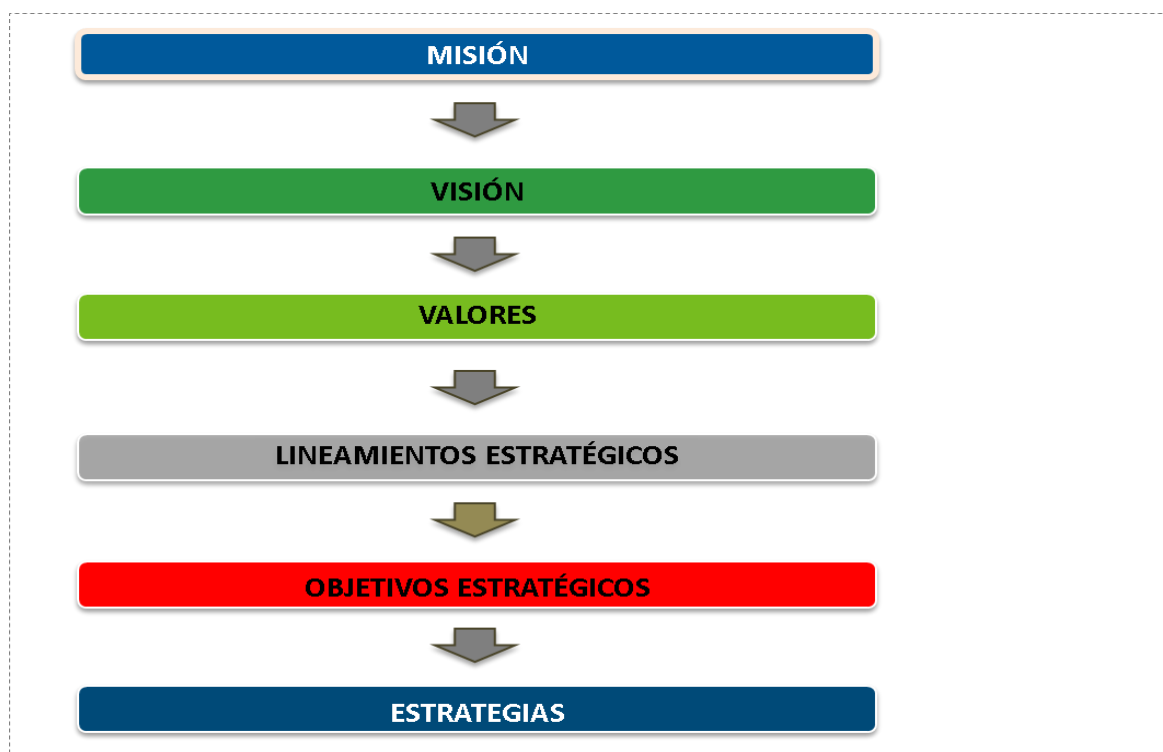 MISIÓN
VISIÓN
VALORES
LINEAMIENTOS ESTRATÉGICOS
OBJETIVOS ESTRATÉGICOS
ESTRATEGIAS